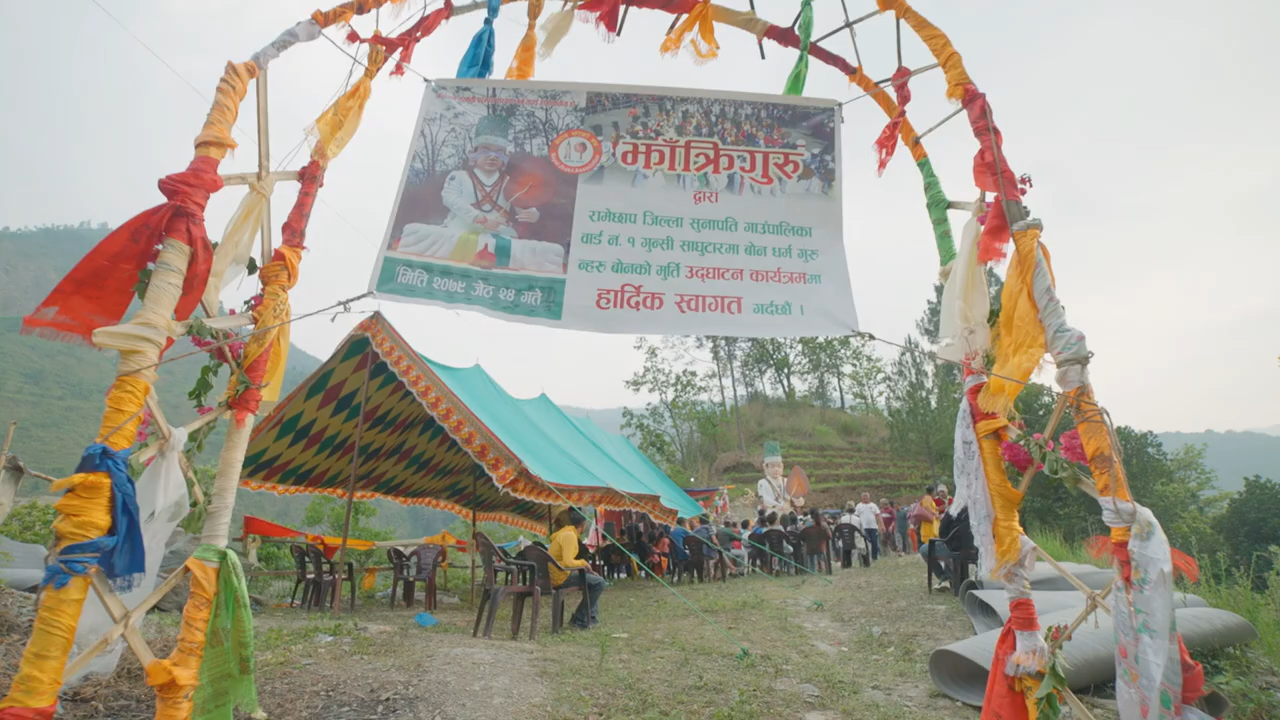 झाँक्रिगुरु
द्वारा
रामेछाप जिल्ला सुनापति गाउँपालिका
वार्ड नं. १ गुन्सी साघुटारमा बोन धर्म गुरु
न्हरु बोनको मुर्ति उद्घाटन कार्यक्रममा
हार्दिक स्वागत गर्दछौं ।
मिति २०७९ जेठ २४ गते